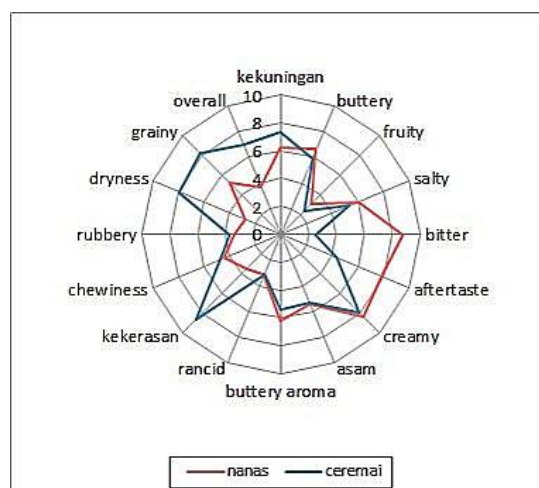 kekuningan
overall
buttery
grainy
fruity
dryness
salty
rubbery
bitter
chewiness
aftertaste
kekerasan
creamy
rancid
asam
buttery aroma
10
8
6
4
2
0
nanas
ceremai